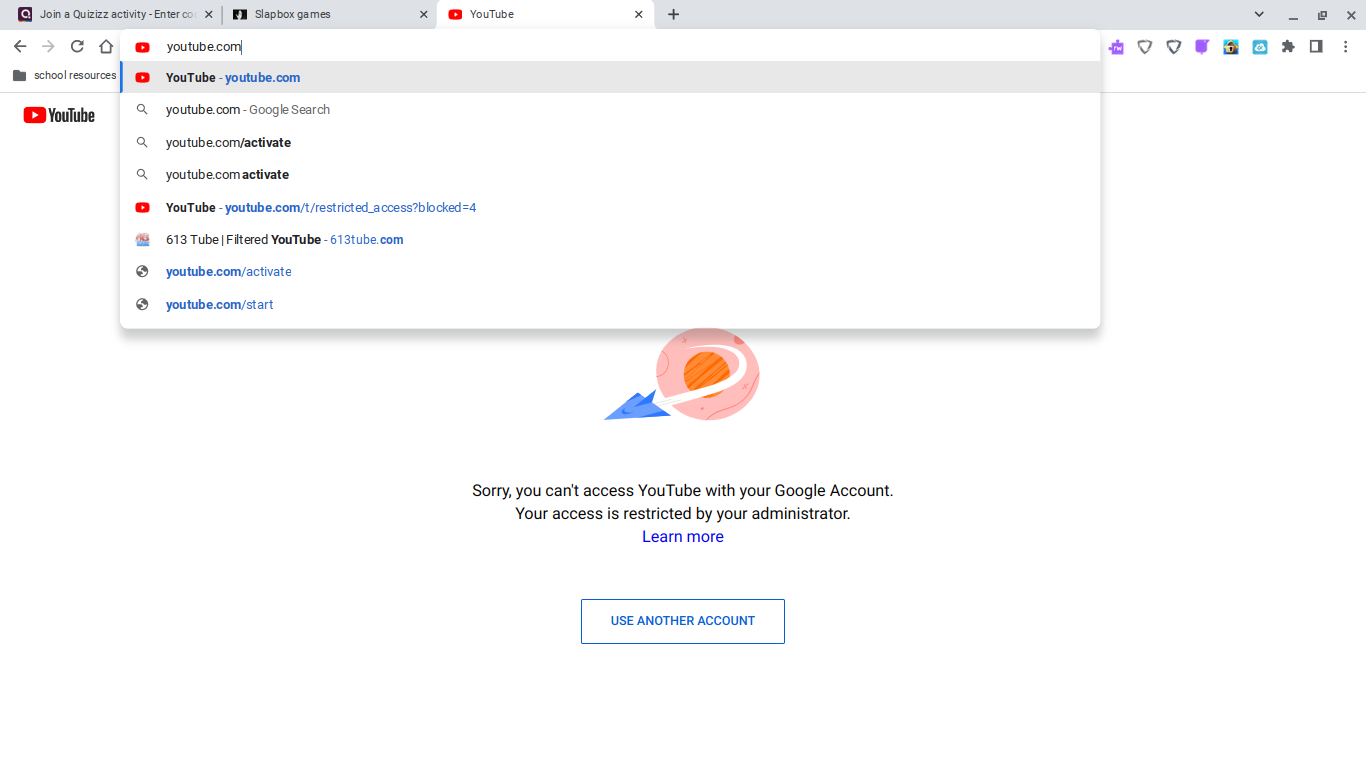 Join a Quizizz activity - Enter co
Slapbox games
YouTube
youtube.com
school resources
YouTube - youtube.com
youtube.com - Google Search
youtube.com/activate
youtube.com activate
YouTube - youtube.com/t/restricted_access?blocked=4
613 Tube | Filtered YouTube - 613tube.com
youtube.com/activate
youtube.com/start
YouTube
Sorry, you can't access YouTube with your Google Account.
Your access is restricted by your administrator.
Learn more
USE ANOTHER ACCOUNT